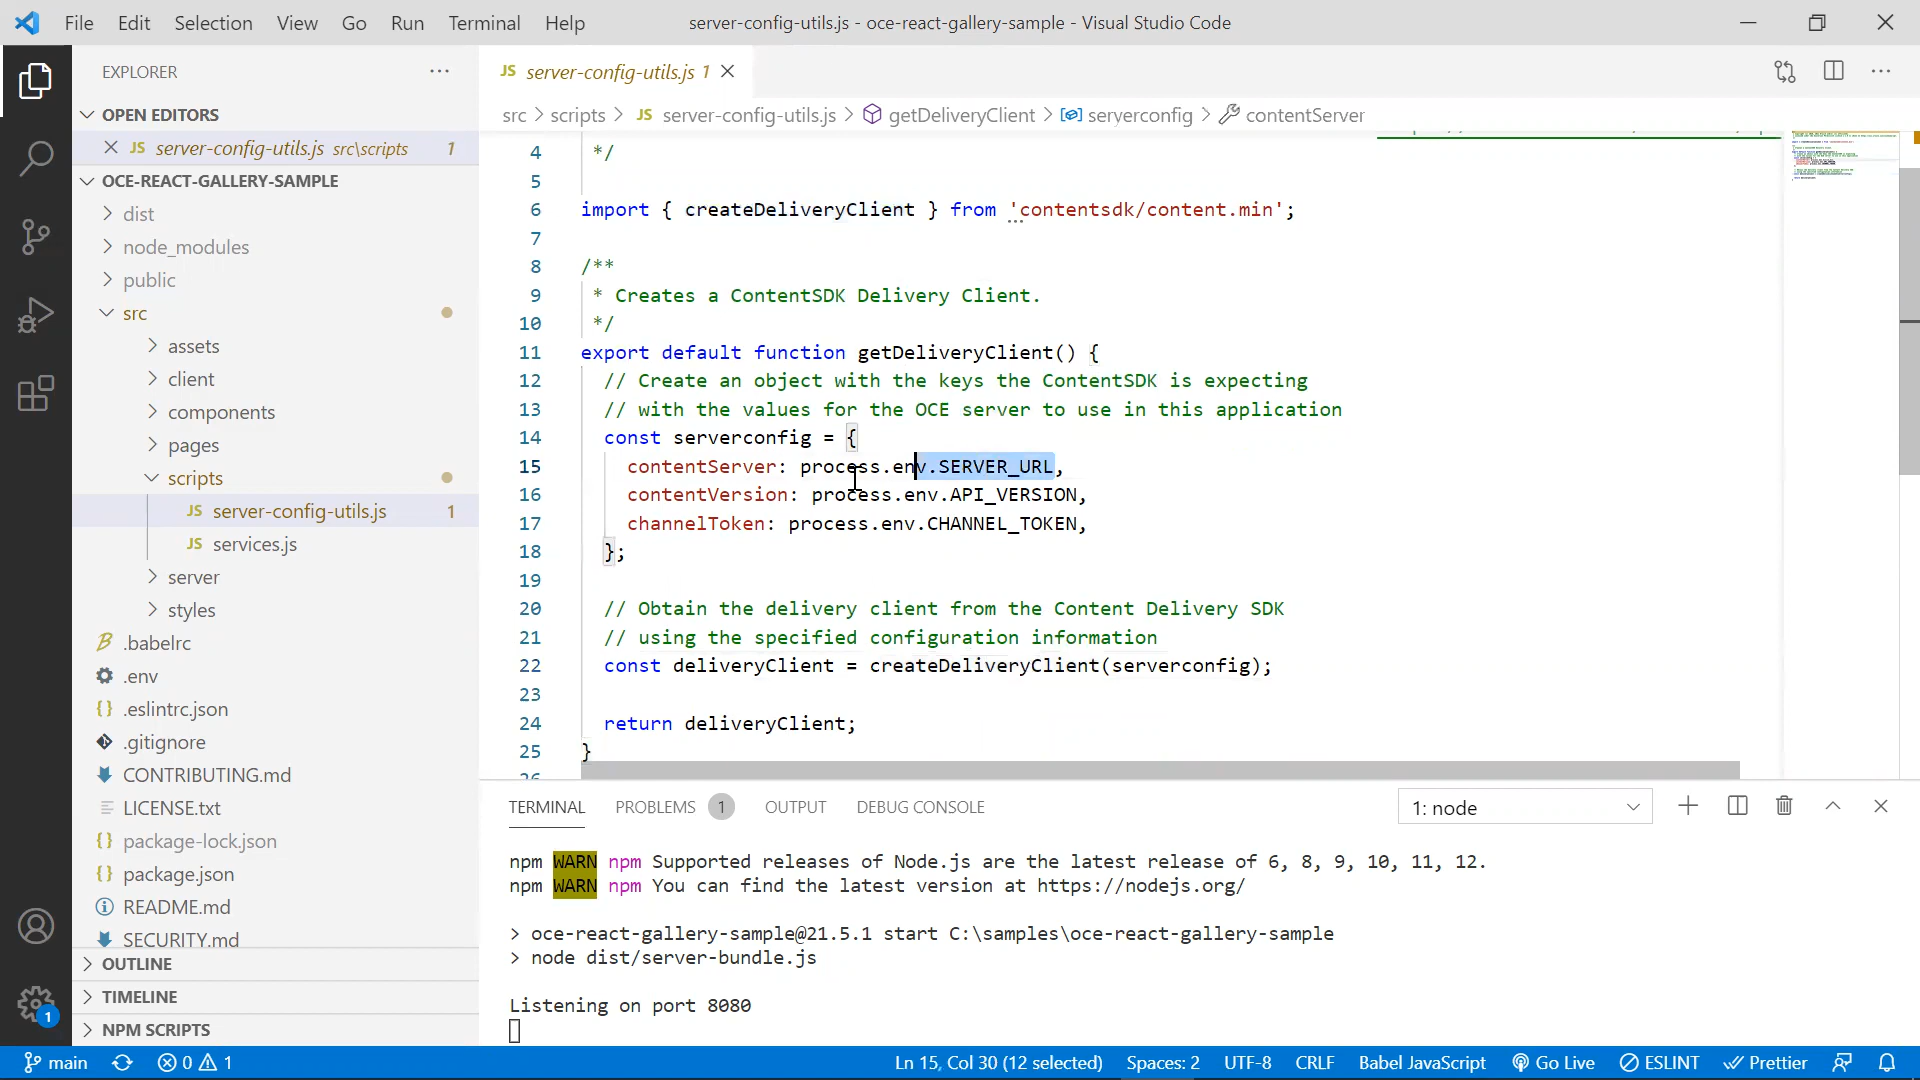 File Edit Selection View Go Run Terminal Help server-config-utils.js - oce-react-gallery-sample - Visual Studio Code
EXPLORER
OPEN EDITORS
JS server-config-utils.js src\scripts 1
OCE-REACT-GALLERY-SAMPLE
dist
node_modules
public
src
assets
client
components
pages
scripts
JS server-config-utils.js 1
JS services.js
server
styles
.babelrc
.env
{} .eslintrc.json
.gitignore
CONTRIBUTING.md
LICENSE.txt
{} package-lock.json
{} package.json
README.md
SECURITY.md
OUTLINE
TIMELINE
NPM SCRIPTS
1
JS server-config-utils.js 1
src > scripts > JS server-config-utils.js > getDeliveryClient > serverconfig > contentServer
4 */
5
6 import { createDeliveryClient } from 'contentsdk/content.min';
7
8 /**
9 * Creates a ContentSDK Delivery Client.
10 */
11 export default function getDeliveryClient() {
12 // Create an object with the keys the ContentSDK is expecting
13 // with the values for the OCE server to use in this application
14 const serverconfig = {
15 contentServer: process.env.SERVER_URL,
16 contentVersion: process.env.API_VERSION,
17 channelToken: process.env.CHANNEL_TOKEN,
18 };
19
20 // Obtain the delivery client from the Content Delivery SDK
21 // using the specified configuration information
22 const deliveryClient = createDeliveryClient(serverconfig);
23
24 return deliveryClient;
25 }
26
TERMINAL PROBLEMS 1 OUTPUT DEBUG CONSOLE 1: node
npm WARN npm Supported releases of Node.js are the latest release of 6, 8, 9, 10, 11, 12.
npm WARN npm You can find the latest version at https://nodejs.org/
> oce-react-gallery-sample@21.5.1 start C:\samples\oce-react-gallery-sample
> node dist/server-bundle.js
Listening on port 8080
main 0 1 Ln 15, Col 30 (12 selected) Spaces: 2 UTF-8 CRLF Babel JavaScript Go Live ESLINT Prettier